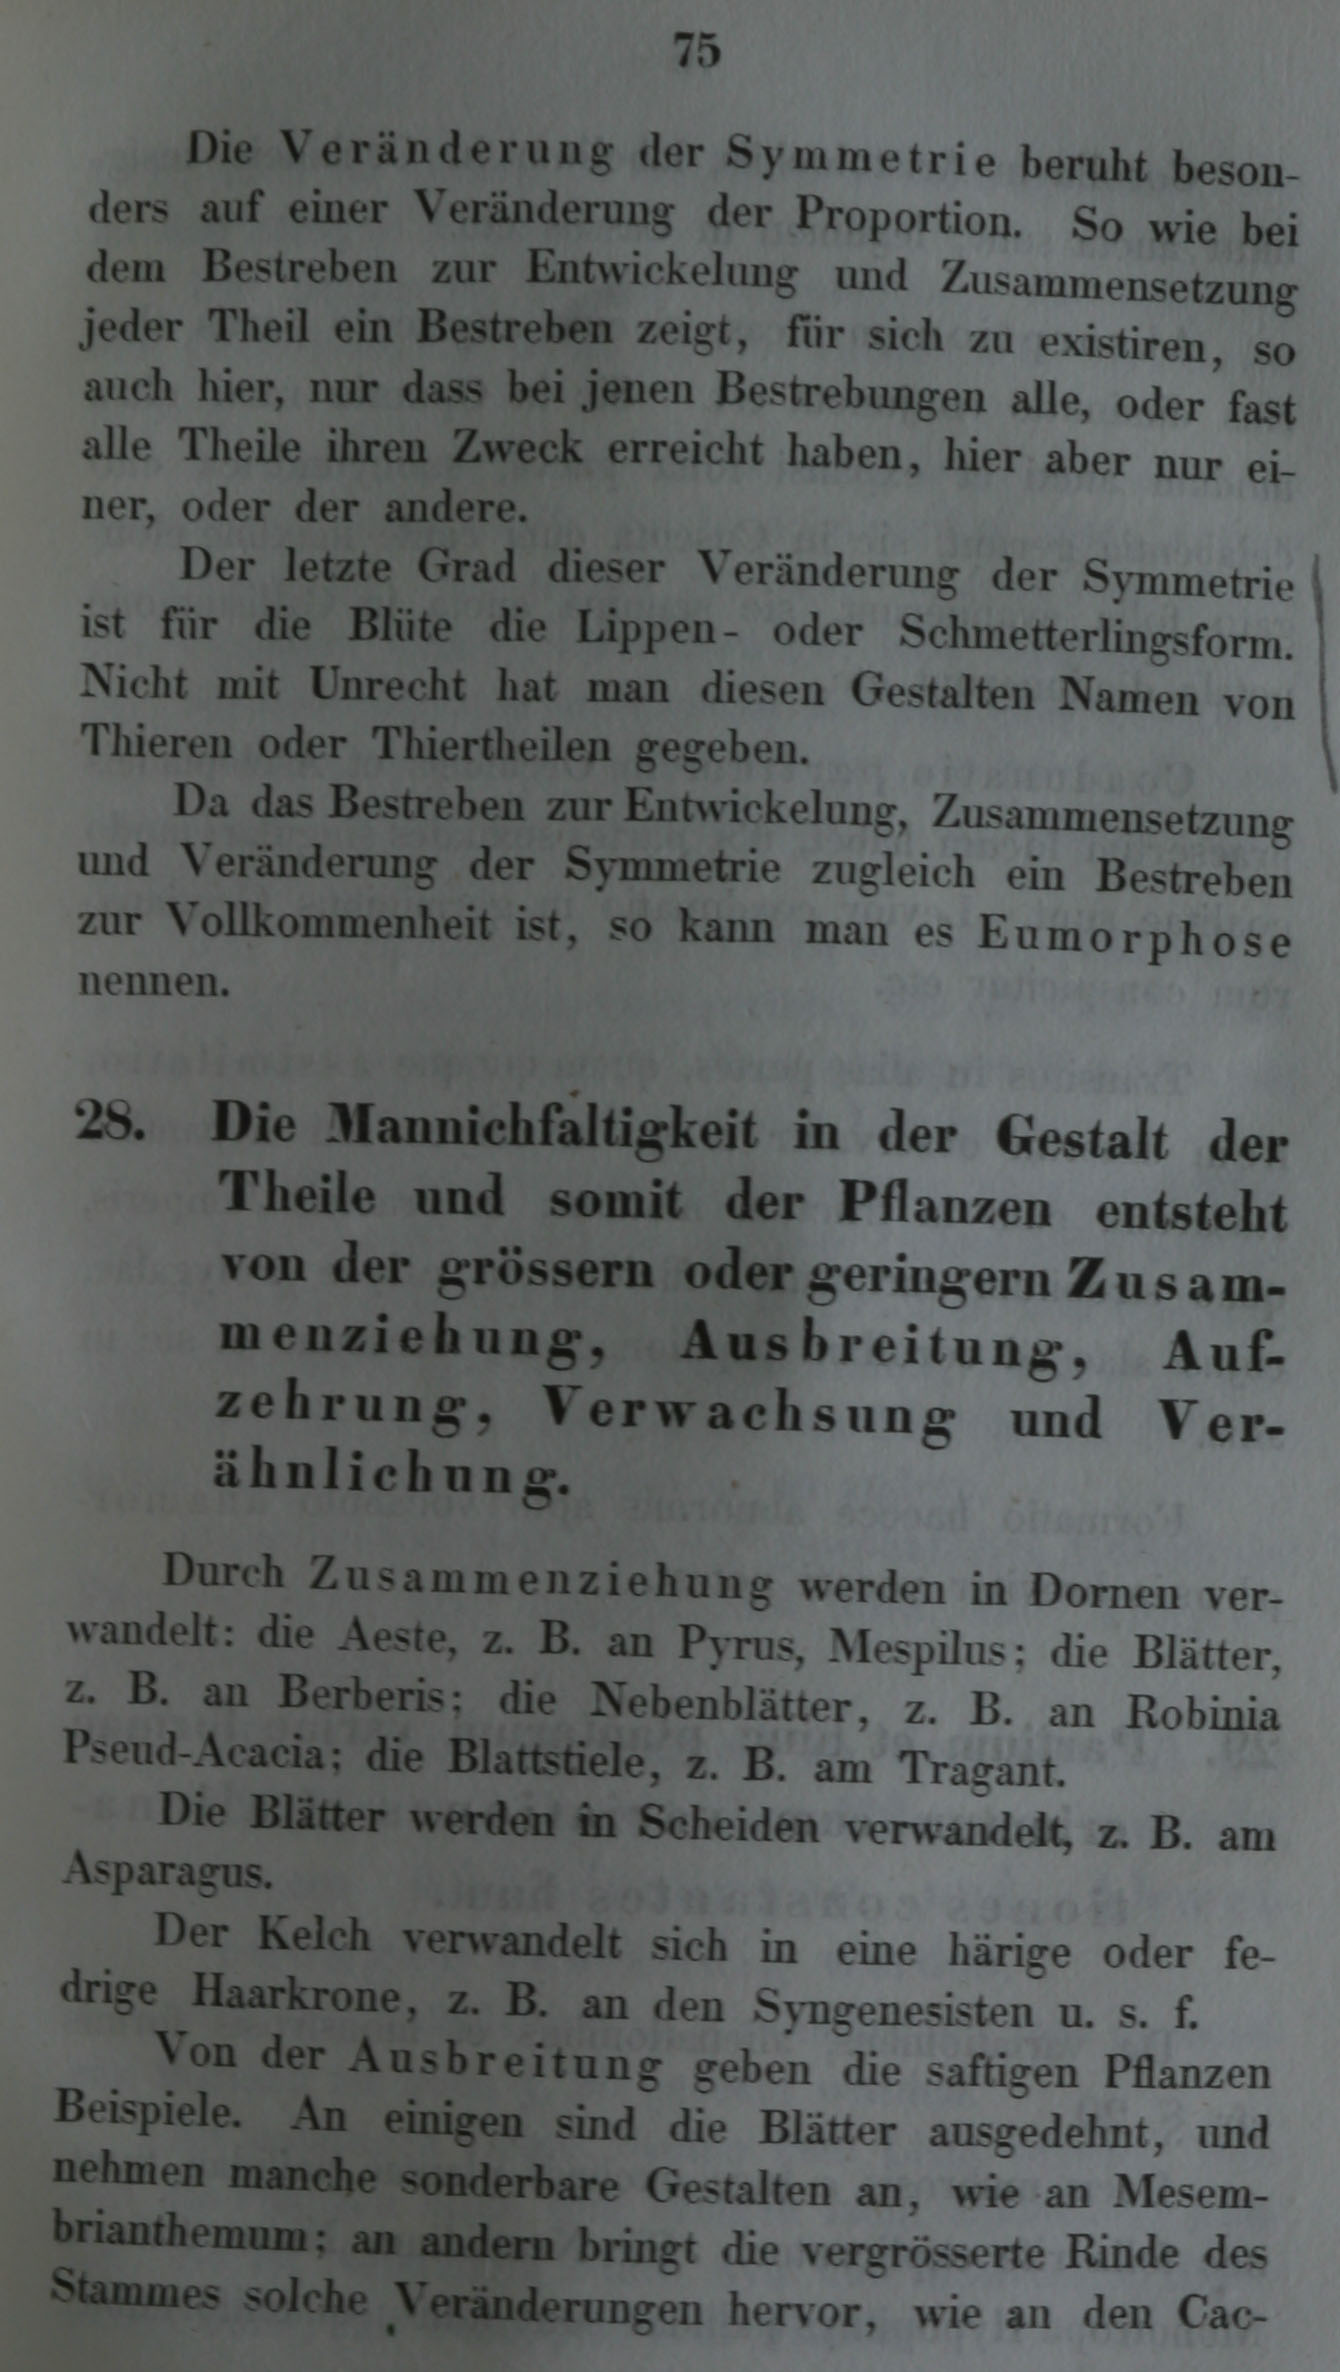 75
Die Veränderung der Symmetrie beruht beson-
ders auf einer Veränderung der Proportion. So wie bei
dem Bestreben zur Entwickelung und Zusammensetzung
jeder Theil ein Bestreben zeigt, für sich zu existiren, so
auch hier, nur dass bei jenen Bestrebungen alle, oder fast
alle Theile ihren Zweck erreicht haben, hier aber nur ei-
ner, oder der andere.
Der letzte Grad dieser Veränderung der Symmetrie
ist für die Blüte die Lippen- oder Schmetterlingsform.
Nicht mit Unrecht hat man diesen Gestalten Namen von
Thieren oder Thiertheilen gegeben.
Da das Bestreben zur Entwickelung, Zusammensetzung
und Veränderung der Symmetrie zugleich ein Bestreben
zur Vollkommenheit ist, so kann man es Eumorphose
nennen.
28. Die Mannichfaltigkeit in der Gestalt der
Theile und somit der Pflanzen entsteht
von der grössern oder geringern Zusam-
menziehung, Ausbreitung, Auf-
zehrung, Verwachsung und Ver-
ähnlichung.
Durch Zusammenziehung werden in Dornen ver-
wandelt: die Aeste, z. B. an Pyrus, Mespilus; die Blätter,
z. B. an Berberis; die Nebenblätter, z. B. an Robinia
Pseud-Acacia; die Blattstiele, z. B. am Tragant.
Die Blätter werden in Scheiden verwandelt, z. B. am
Asparagus.
Der Kelch verwandelt sich in eine härige oder fe-
drige Haarkrone, z. B. an den Syngenesisten u. s. f.
Von der Ausbreitung geben die saftigen Pflanzen
Beispiele. An einigen sind die Blätter ausgedehnt, und
nehmen manche sonderbare Gestalten an, wie an Mesem-
brianthemum; an andern bringt die vergrösserte Rinde des
Stammes solche Veränderungen hervor, wie an den Cac-